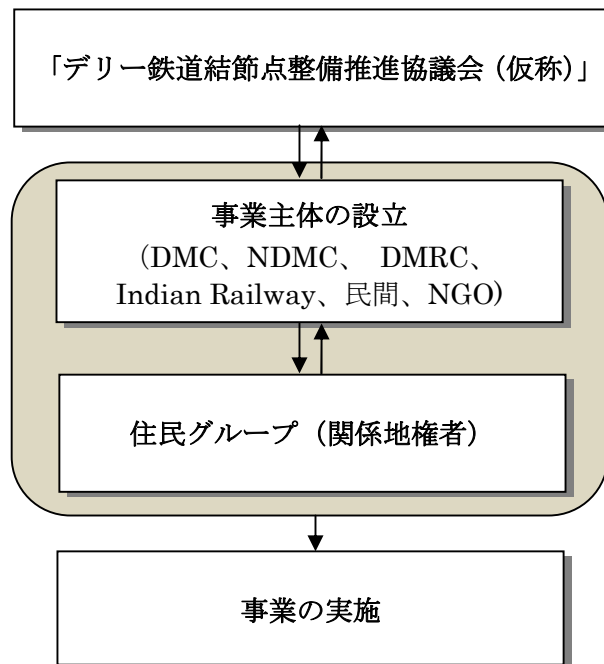 「デリー鉄道結節点整備推進協議会（仮称）」
事業主体の設立
（DMC、NDMC、 DMRC、
Indian Railway、民間、NGO)
住民グループ（関係地権者）
事業の実施